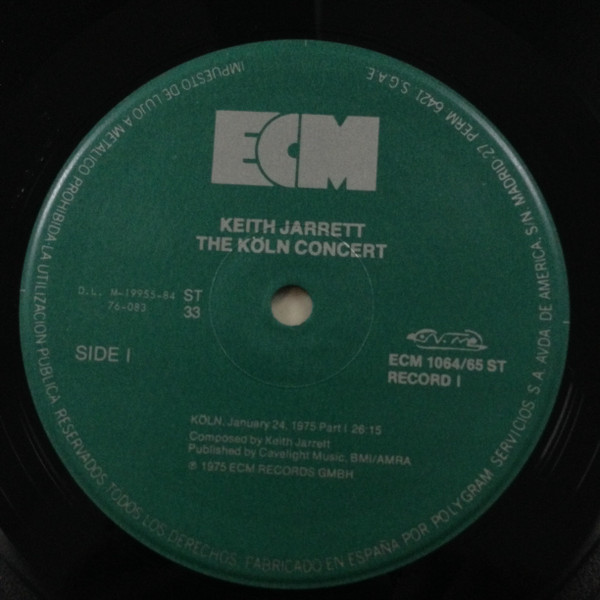 ECM
KEITH JARRETT
THE KÖLN CONCERT
D.L. M-19955-84 ST
76-083 33
SIDE I
ECM 1064/65 ST
RECORD I
KÖLN, January 24, 1975 Part I 26:15
Composed by Keith Jarrett
Published by Cavelight Music, BMI/AMRA
℗ 1975 ECM RECORDS GMBH
IMPUESTO DE LUJO A METALICO PROHIBIDA LA UTILIZACION PUBLICA RESERVADOS TODOS LOS DERECHOS. FABRICADO EN ESPAÑA POR POLYGRAM SERVICIOS S.A. AVDA. DE AMERICA, S/N. MADRID-27 PERM 6421 S.G.A.E.